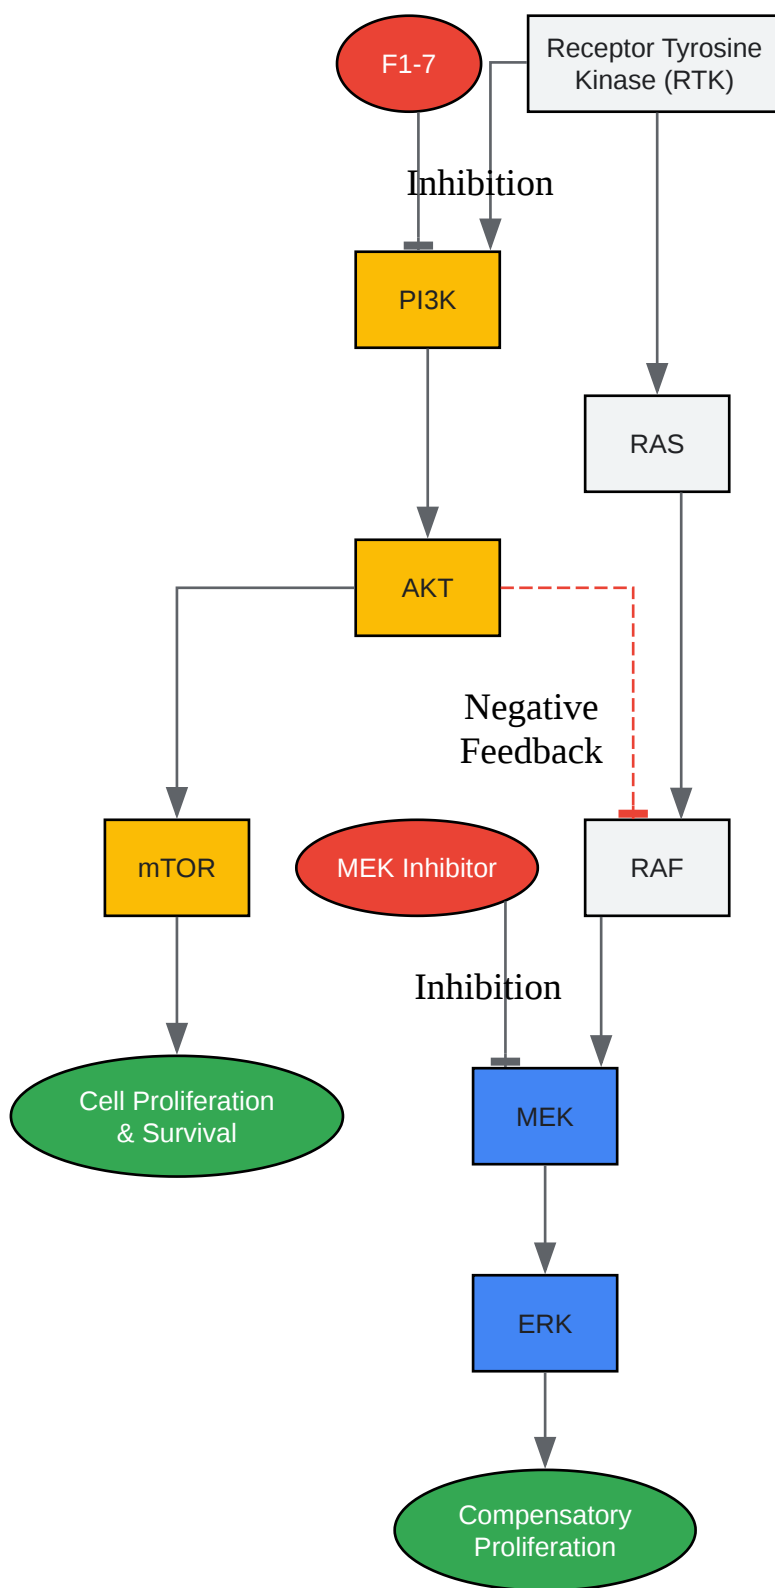 F1-7
Receptor Tyrosine
Kinase (RTK)
Inhibition
PI3K
RAS
AKT
Negative
Feedback
mTOR
MEK Inhibitor
RAF
Inhibition
Cell Proliferation
& Survival
MEK
ERK
Compensatory
Proliferation